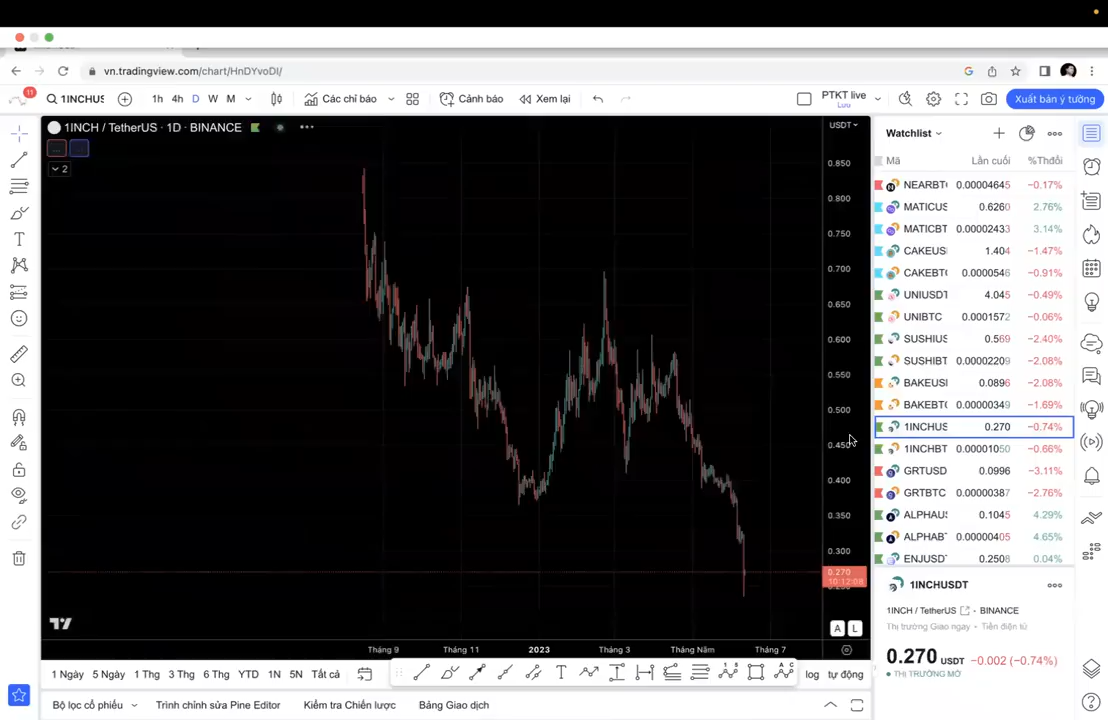 vn.tradingview.com/chart/HnDYvoDI/
11
1INCHUS
1h 4h D W M
Các chỉ báo
Cảnh báo
Xem lại
PTKT live
Lưu
Xuất bản ý tưởng
1INCH / TetherUS · 1D · BINANCE
2
USDT
0.850
0.800
0.750
0.700
0.650
0.600
0.550
0.500
0.450
0.400
0.350
0.300
0.270
10:12:08
A L
Tháng 9 Tháng 11 2023 Tháng 3 Tháng Năm Tháng 7
1 Ngày 5 Ngày 1 Thg 3 Thg 6 Thg YTD 1N 5N Tất cả
log tự động
Bộ lọc cổ phiếu Trình chỉnh sửa Pine Editor Kiểm tra Chiến lược Bảng Giao dịch
Watchlist
Mã Lần cuối %Thđổi
NEARBT 0.00004645 −0.17%
MATICUS 0.6260 2.76%
MATICBT 0.00002433 3.14%
CAKEUS 1.404 −1.47%
CAKEBT 0.0000546 −0.91%
UNIUSDT 4.045 −0.49%
UNIBTC 0.0001572 −0.06%
SUSHIUS 0.569 −2.40%
SUSHIBT 0.00002209 −2.08%
BAKEUS 0.0896 −2.08%
BAKEBT 0.00000349 −1.69%
1INCHUS 0.270 −0.74%
1INCHBT 0.00001050 −0.66%
GRTUSD 0.0996 −3.11%
GRTBTC 0.00000387 −2.76%
ALPHAUS 0.1045 4.29%
ALPHABT 0.00000405 4.65%
ENJUSDT 0.2508 0.04%
1INCHUSDT
1INCH / TetherUS - BINANCE
Thị trường Giao ngay • Tiền điện tử
0.270 USDT −0.002 (−0.74%)
THỊ TRƯỜNG MỞ